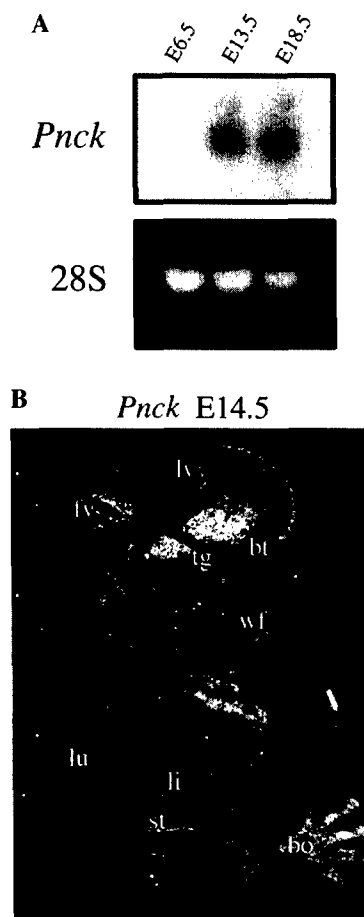 A
E6.5 E13.5 E18.5
Pnck
28S
B
Pnck E14.5
lv
fv
tg bt
wf
lu
li
st
bo